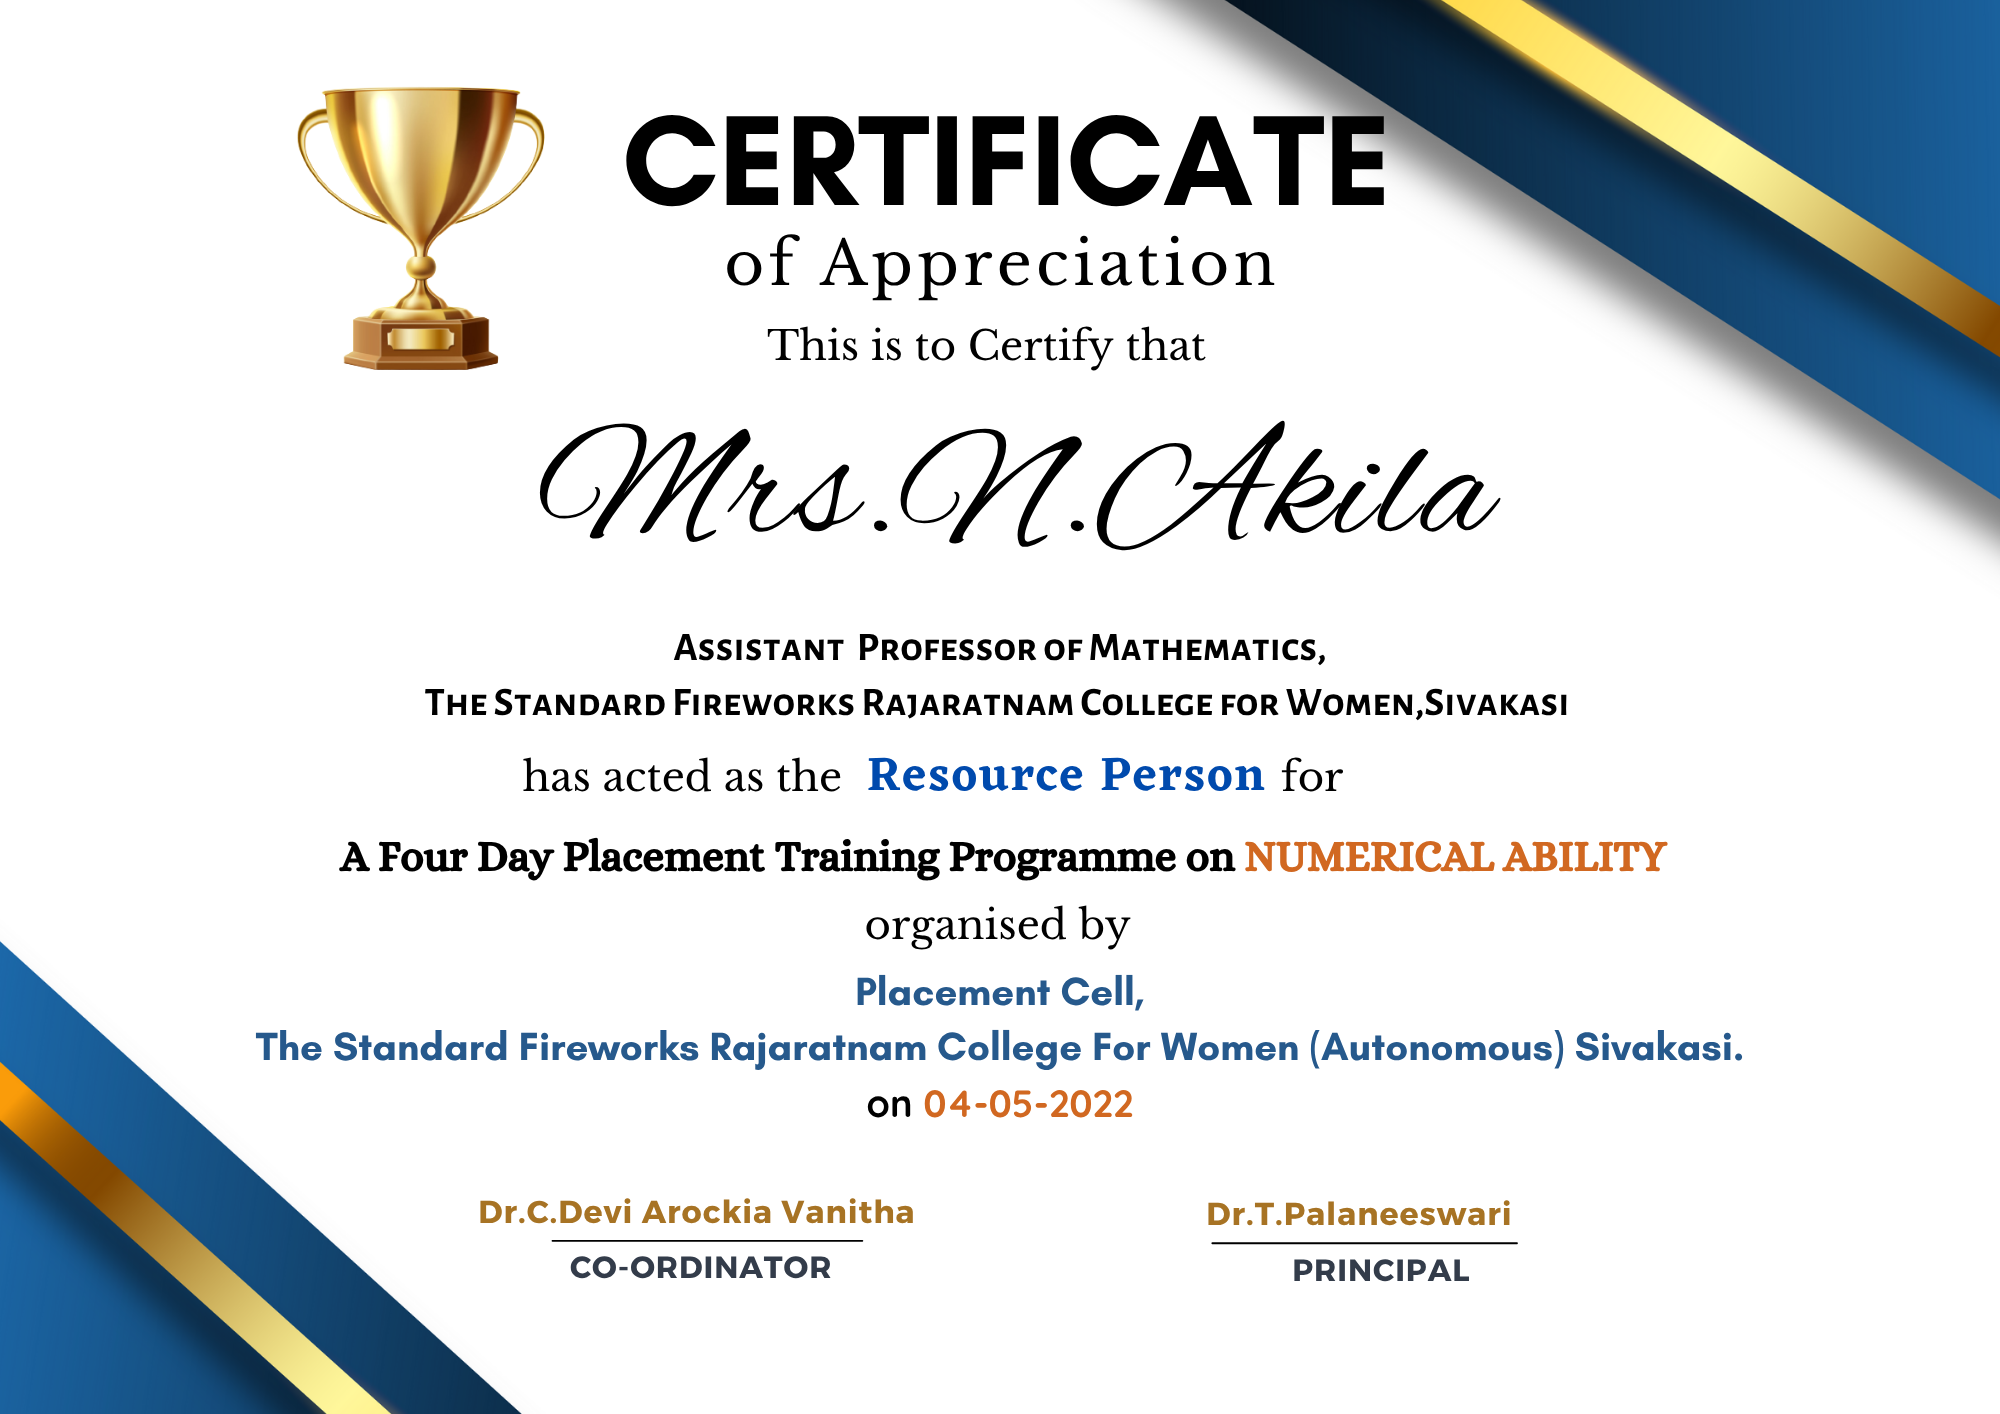 CERTIFICATE
of Appreciation
This is to Certify that
Mrs.N.Akila
Assistant Professor of Mathematics,
The Standard Fireworks Rajaratnam College for Women,Sivakasi
has acted as the Resource Person for
A Four Day Placement Training Programme on NUMERICAL ABILITY
organised by
Placement Cell,
The Standard Fireworks Rajaratnam College For Women (Autonomous) Sivakasi.
on 04-05-2022
Dr.C.Devi Arockia Vanitha
CO-ORDINATOR
Dr.T.Palaneeswari
PRINCIPAL